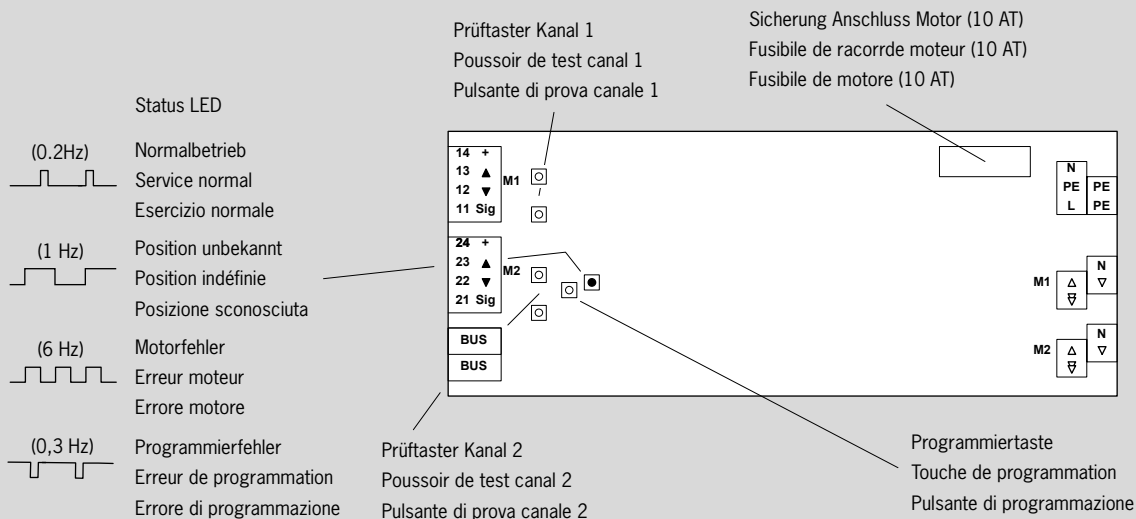 Prüftaster Kanal 1
Poussoir de test canal 1
Pulsante di prova canale 1
Sicherung Anschluss Motor (10 AT)
Fusibile de racorrde moteur (10 AT)
Fusibile de motore (10 AT)
Status LED
(0.2Hz)
Normalbetrieb
Service normal
Esercizio normale
(1 Hz)
Position unbekannt
Position indéfinie
Posizione sconosciuta
(6 Hz)
Motorfehler
Erreur moteur
Errore motore
(0,3 Hz)
Programmierfehler
Erreur de programmation
Errore di programmazione
14 +
13 ▲
12 ▼
11 Sig
M1
24 +
23 ▲
22 ▼
21 Sig
M2
BUS
BUS
N
PE PE
L PE
M1
N
△ ▽
M2
N
△ ▽
Prüftaster Kanal 2
Poussoir de test canal 2
Pulsante di prova canale 2
Programmiertaste
Touche de programmation
Pulsante di programmazione